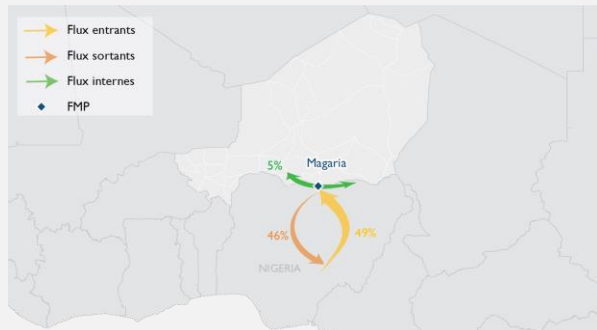 Flux entrants
Flux sortants
Flux internes
FMP
5%
Magaria
46%
49%
NIGERIA